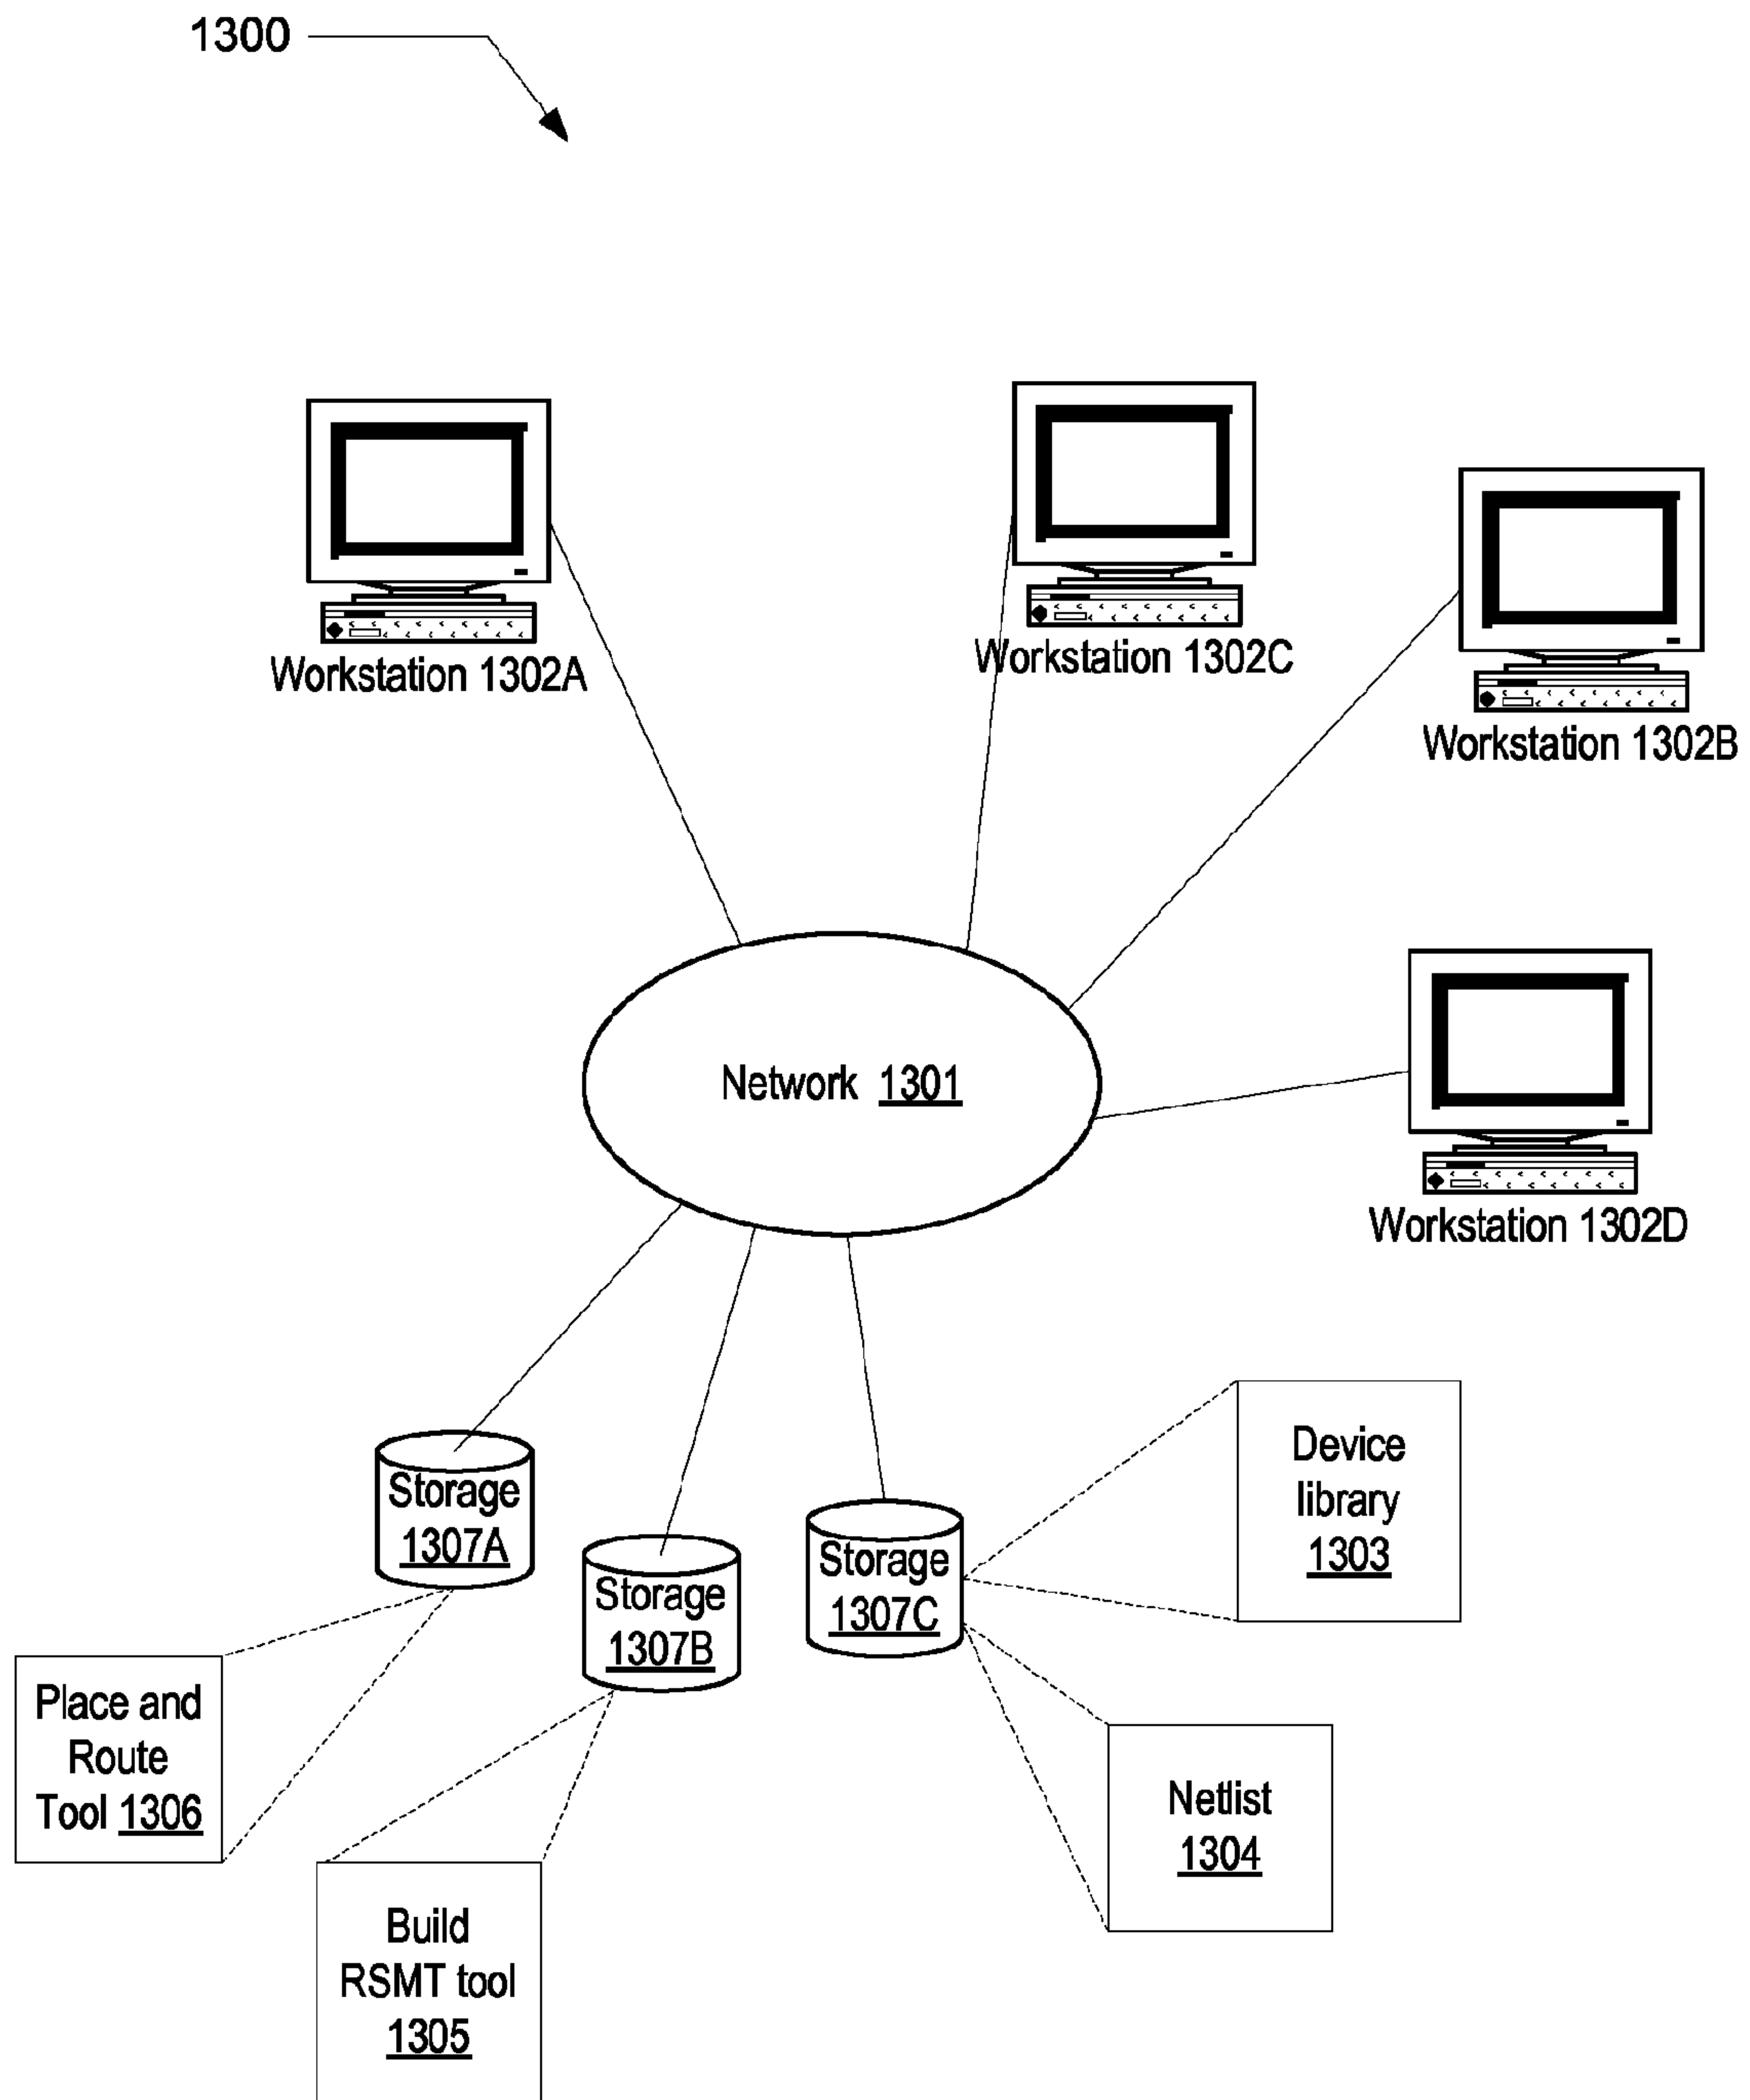 1300
Workstation 1302A
Workstation 1302C
Workstation 1302B
Network 1301
Workstation 1302D
Storage
1307A
Storage
1307B
Storage
1307C
Device
library
1303
Place and
Route
Tool 1306
Netlist
1304
Build
RSMT tool
1305